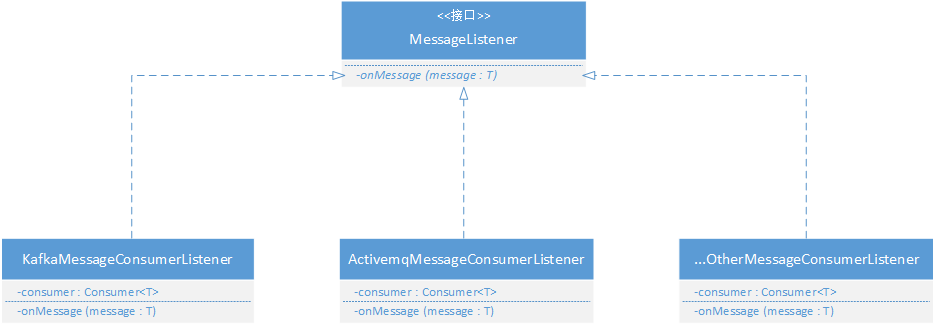 <<接口>>
MessageListener
-onMessage (message : T)
KafkaMessageConsumerListener
-consumer : Consumer<T>
-onMessage (message : T)
ActivemqMessageConsumerListener
-consumer : Consumer<T>
-onMessage (message : T)
...OtherMessageConsumerListener
-consumer : Consumer<T>
-onMessage (message : T)